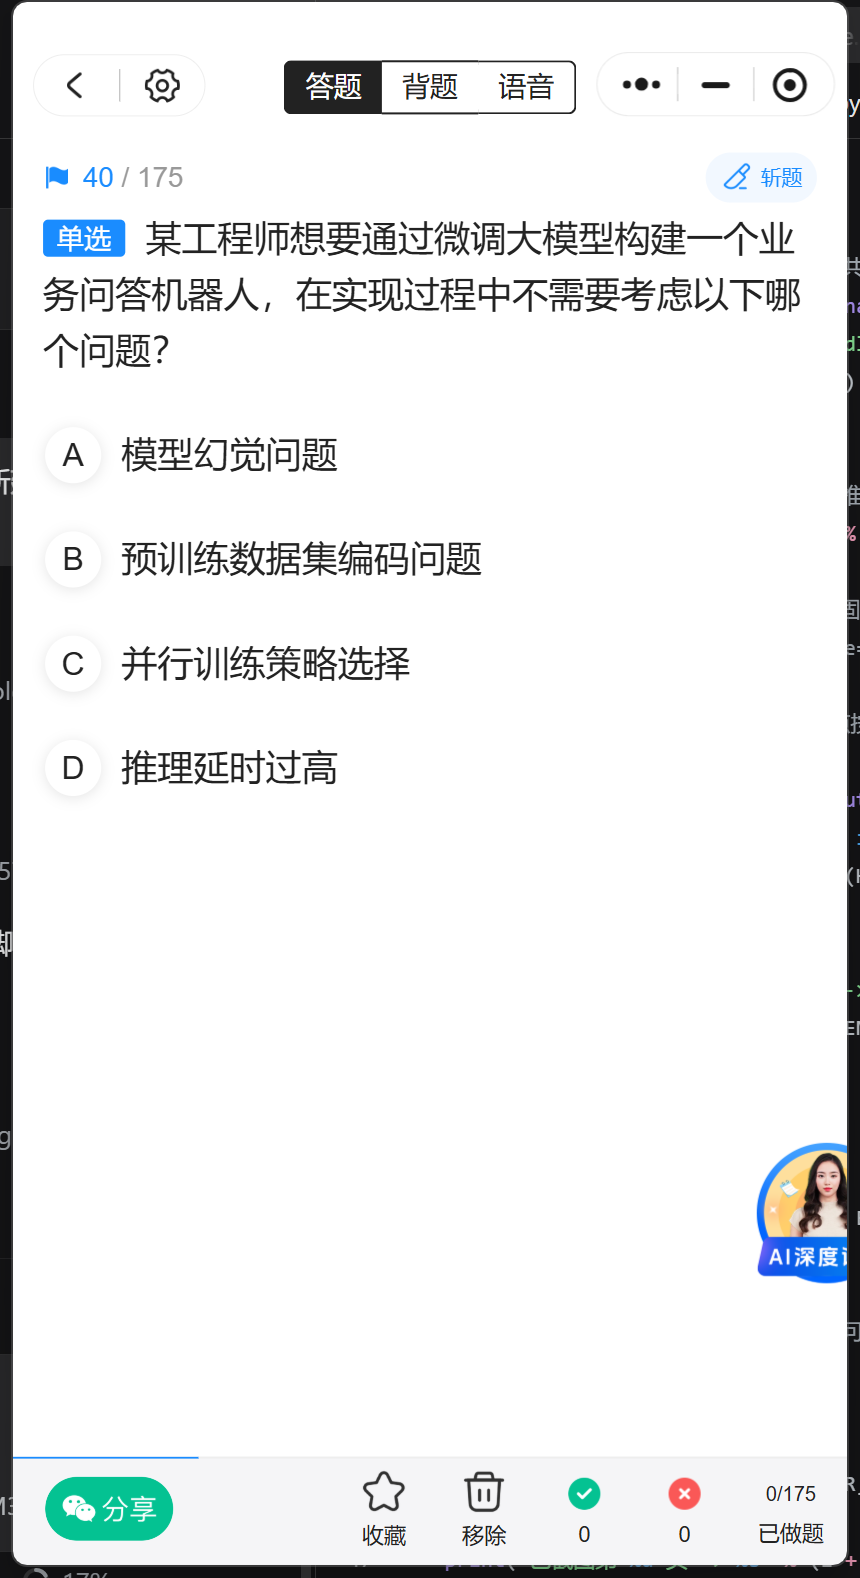 答题 背题 语音
40 / 175
斩题
单选 某工程师想要通过微调大模型构建一个业
务问答机器人，在实现过程中不需要考虑以下哪
个问题？
A 模型幻觉问题
B 预训练数据集编码问题
C 并行训练策略选择
D 推理延时过高
AI深度
分享
收藏
移除
0
0
0/175
已做题
17%